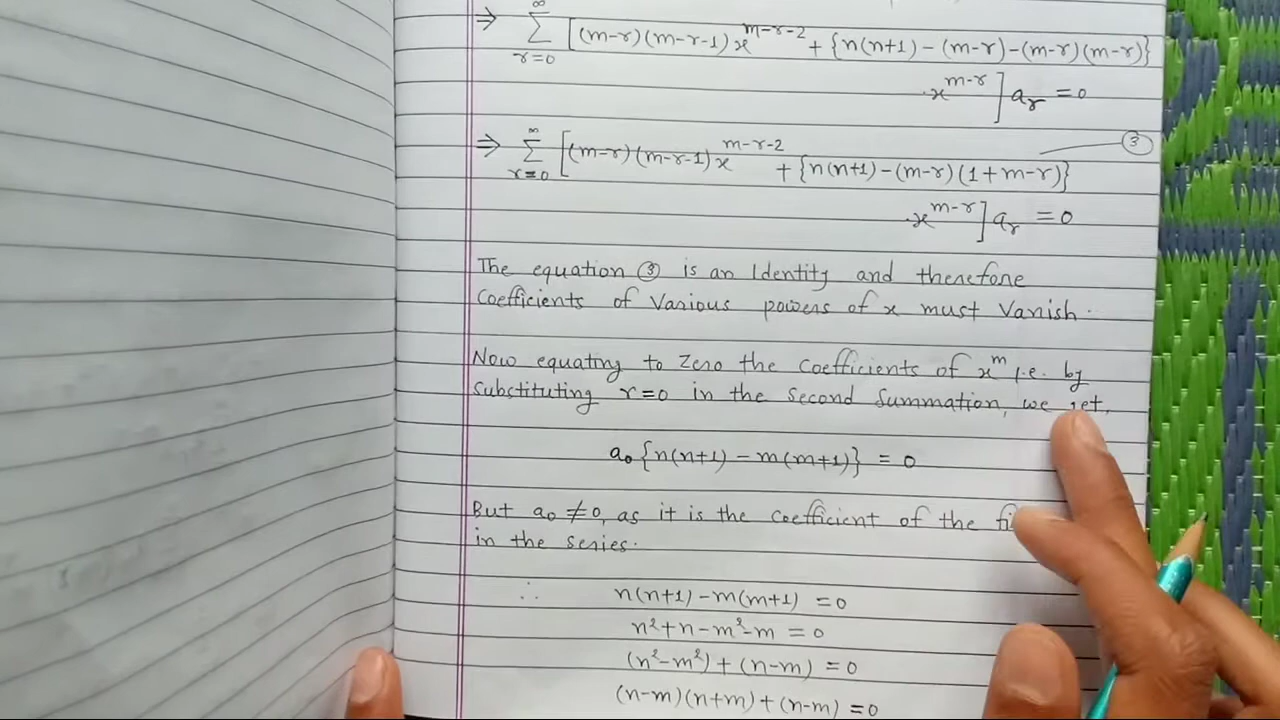 ⇒ ∞∑r=0 [(m-r)(m-r-1)x^{m-r-2} + {n(n+1)-(m-r)-(m-r)(m-r)}
·x^{m-r}] a_r = 0
③
⇒ ∞∑r=0 [(m-r)(m-r-1)x^{m-r-2} + {n(n+1)-(m-r)(1+m-r)}
·x^{m-r}] a_r = 0
The equation ③ is an Identity and therefore
Coefficients of Various powers of x must Vanish.
Now equating to Zero the Coefficients of x^m i.e. by
Substituting r=0 in the Second Summation, we get,
a₀{n(n+1) - m(m+1)} = 0
But a₀ ≠ 0, as it is the Coefficient of the
in the series.
∴ n(n+1) - m(m+1) = 0
n²+n-m²-m = 0
(n²-m²) + (n-m) = 0
(n-m)(n+m) + (n-m) = 0